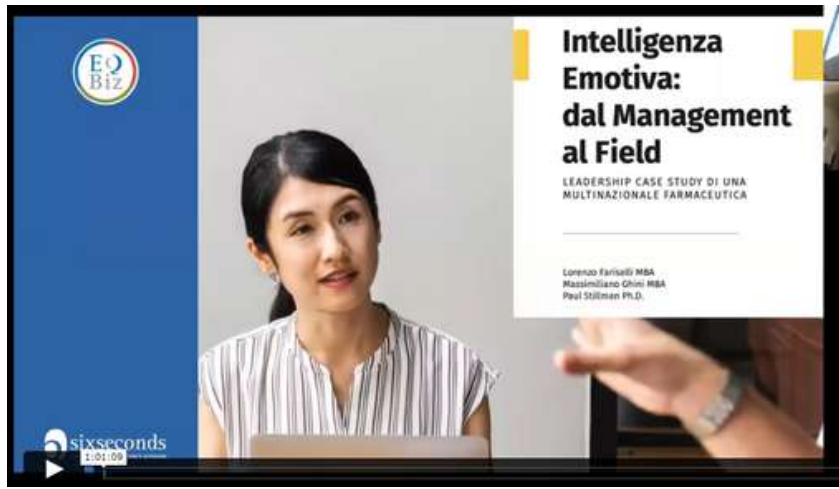 EQ
Biz
Intelligenza
Emotiva:
dal Management
al Field
LEADERSHIP CASE STUDY DI UNA
MULTINAZIONALE FARMACEUTICA
Lorenzo Fariselli MBA
Massimiliano Ghini MBA
Paul Stillman Ph.D.
sixseconds
1:01:09